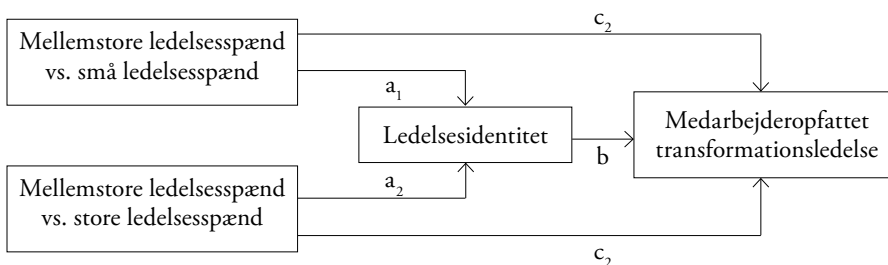 c₂
Mellemstore ledelsesspænd
vs. små ledelsesspænd
a₁
Ledelsesidentitet
Medarbejderopfattet
transformationsledelse
b
Mellemstore ledelsesspænd
vs. store ledelsesspænd
a₂
c₂